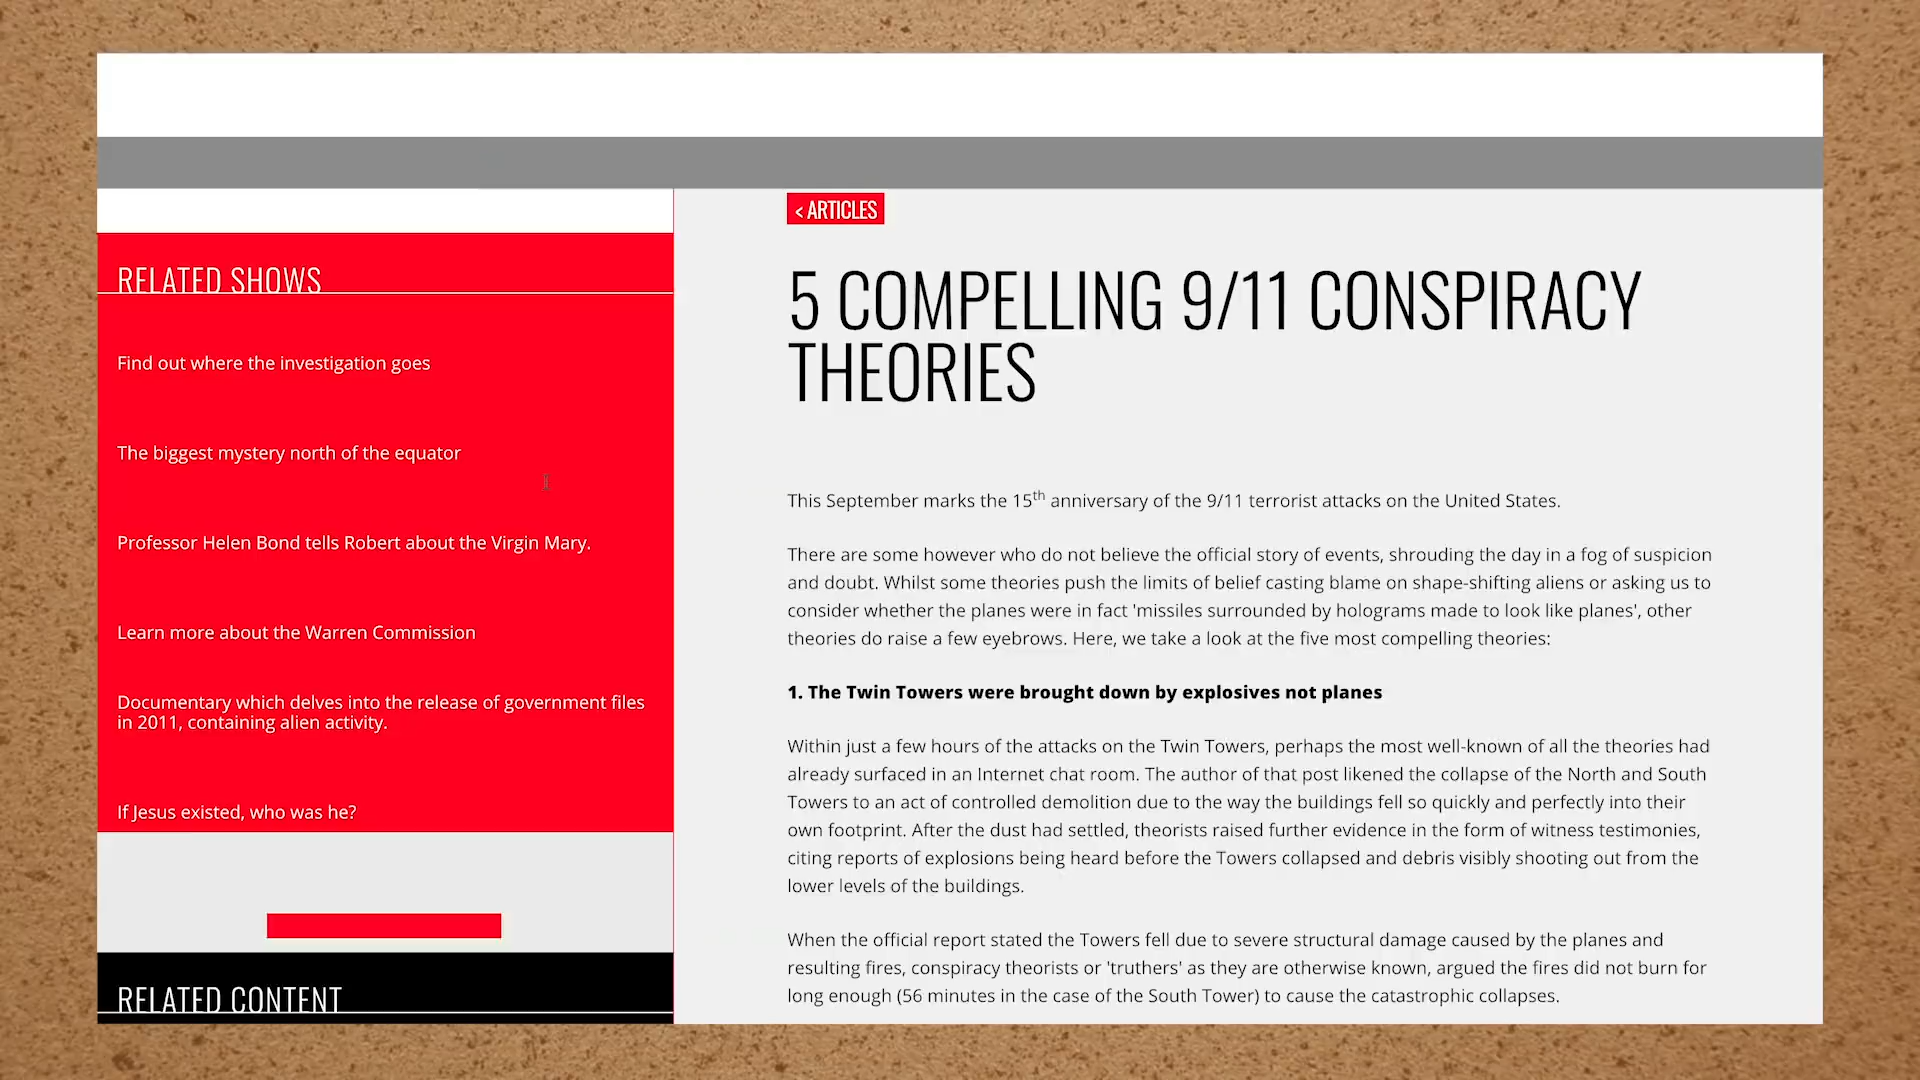 < ARTICLES
RELATED SHOWS
Find out where the investigation goes
The biggest mystery north of the equator
Professor Helen Bond tells Robert about the Virgin Mary.
Learn more about the Warren Commission
Documentary which delves into the release of government files
in 2011, containing alien activity.
If Jesus existed, who was he?
RELATED CONTENT
5 COMPELLING 9/11 CONSPIRACY
THEORIES
This September marks the 15th anniversary of the 9/11 terrorist attacks on the United States.
There are some however who do not believe the official story of events, shrouding the day in a fog of suspicion
and doubt. Whilst some theories push the limits of belief casting blame on shape-shifting aliens or asking us to
consider whether the planes were in fact 'missiles surrounded by holograms made to look like planes', other
theories do raise a few eyebrows. Here, we take a look at the five most compelling theories:
1. The Twin Towers were brought down by explosives not planes
Within just a few hours of the attacks on the Twin Towers, perhaps the most well-known of all the theories had
already surfaced in an Internet chat room. The author of that post likened the collapse of the North and South
Towers to an act of controlled demolition due to the way the buildings fell so quickly and perfectly into their
own footprint. After the dust had settled, theorists raised further evidence in the form of witness testimonies,
citing reports of explosions being heard before the Towers collapsed and debris visibly shooting out from the
lower levels of the buildings.
When the official report stated the Towers fell due to severe structural damage caused by the planes and
resulting fires, conspiracy theorists or 'truthers' as they are otherwise known, argued the fires did not burn for
long enough (56 minutes in the case of the South Tower) to cause the catastrophic collapses.